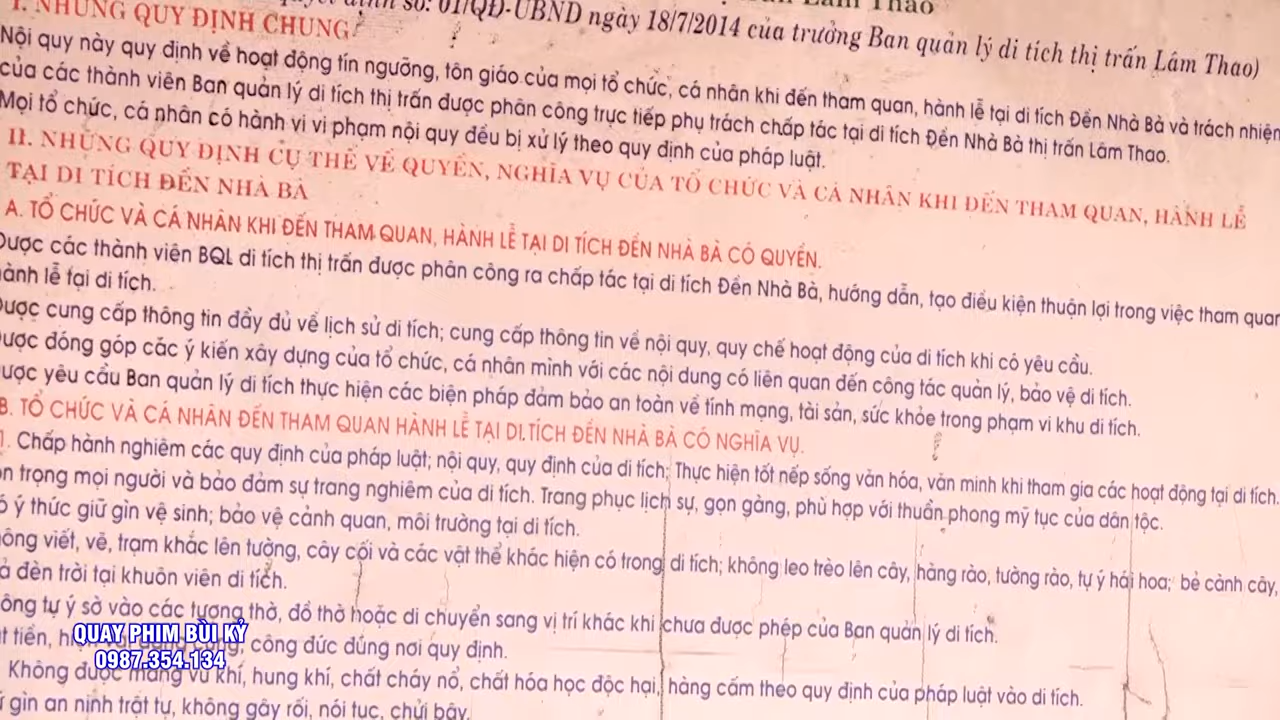 Lâm Thao
định số: 01/QĐ-UBND ngày 18/7/2014 của trưởng Ban quản lý di tích thị trấn Lâm Thao)
I. NHỮNG QUY ĐỊNH CHUNG
Nội quy này quy định về hoạt động tín ngưỡng, tôn giáo của mọi tổ chức, cá nhân khi đến tham quan, hành lễ tại di tích Đền Nhà Bà và trách nhiệm
của các thành viên Ban quản lý di tích thị trấn được phân công trực tiếp phụ trách chấp tác tại di tích Đền Nhà Bà thị trấn Lâm Thao.
Mọi tổ chức, cá nhân có hành vi vi phạm nội quy đều bị xử lý theo quy định của pháp luật.
II. NHỮNG QUY ĐỊNH CỤ THỂ VỀ QUYỀN, NGHĨA VỤ CỦA TỔ CHỨC VÀ CÁ NHÂN KHI ĐẾN THAM QUAN, HÀNH LỄ
TẠI DI TÍCH ĐỀN NHÀ BÀ
A. TỔ CHỨC VÀ CÁ NHÂN KHI ĐẾN THAM QUAN, HÀNH LỄ TẠI DI TÍCH ĐỀN NHÀ BÀ CÓ QUYỀN.
Được các thành viên BQL di tích thị trấn được phân công ra chấp tác tại di tích Đền Nhà Bà, hướng dẫn, tạo điều kiện thuận lợi trong việc tham quan
hành lễ tại di tích.
Được cung cấp thông tin đầy đủ về lịch sử di tích; cung cấp thông tin về nội quy, quy chế hoạt động của di tích khi có yêu cầu.
Được đóng góp các ý kiến xây dựng của tổ chức, cá nhân mình với các nội dung có liên quan đến công tác quản lý, bảo vệ di tích.
Được yêu cầu Ban quản lý di tích thực hiện các biện pháp đảm bảo an toàn về tính mạng, tài sản, sức khỏe trong phạm vi khu di tích.
B. TỔ CHỨC VÀ CÁ NHÂN ĐẾN THAM QUAN HÀNH LỄ TẠI DI TÍCH ĐỀN NHÀ BÀ CÓ NGHĨA VỤ.
1. Chấp hành nghiêm các quy định của pháp luật; nội quy, quy định của di tích; Thực hiện tốt nếp sống văn hóa, văn minh khi tham gia các hoạt động tại di tích.
ôn trọng mọi người và bảo đảm sự trang nghiêm của di tích. Trang phục lịch sự, gọn gàng, phù hợp với thuần phong mỹ tục của dân tộc.
ó ý thức giữ gìn vệ sinh; bảo vệ cảnh quan, môi trường tại di tích.
ông viết, vẽ, trạm khắc lên tường, cây cối và các vật thể khác hiện có trong di tích; không leo trèo lên cây, hàng rào, tường rào, tự ý hái hoa; bẻ cành cây,
ả đèn trời tại khuôn viên di tích.
ông tự ý sờ vào các tượng thờ, đồ thờ hoặc di chuyển sang vị trí khác khi chưa được phép của Ban quản lý di tích.
ặt tiền, công đức đúng nơi quy định.
Không được mang vũ khí, hung khí, chất cháy nổ, chất hóa học độc hại, hàng cấm theo quy định của pháp luật vào di tích.
ữ gìn an ninh trật tự, không gây rối, nói tục, chửi bậy.
QUAY PHIM BÙI KÝ
0987.354.134